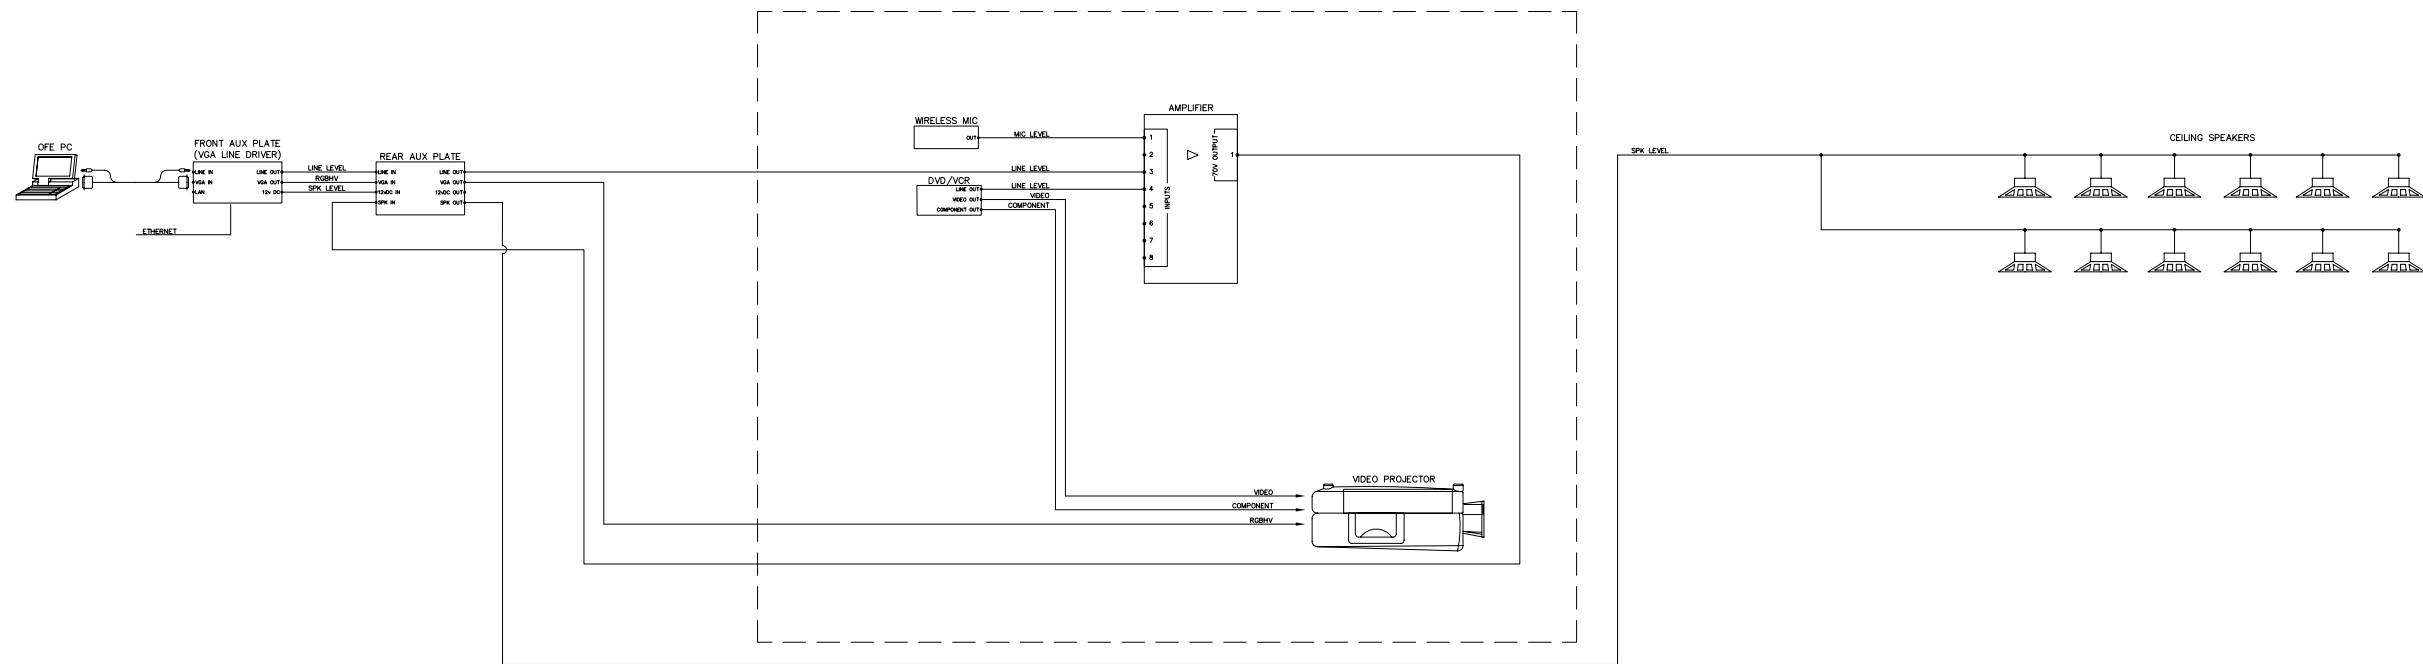 OFE PC
FRONT AUX PLATE
(VGA LINE DRIVER)
LINE IN
VGA IN
LAN
LINE OUT
VGA OUT
12v DC
ETHERNET
LINE LEVEL
RGBHV
SPK LEVEL
REAR AUX PLATE
LINE IN
VGA IN
12vDC IN
SPK IN
LINE OUT
VGA OUT
12vDC OUT
SPK OUT
WIRELESS MIC
OUT
MIC LEVEL
LINE LEVEL
DVD/VCR
LINE OUT
VIDEO OUT
COMPONENT OUT
LINE LEVEL
VIDEO
COMPONENT
AMPLIFIER
1
2
3
4
5
6
7
8
INPUTS
70V OUTPUT
1
VIDEO PROJECTOR
VIDEO
COMPONENT
RGBHV
SPK LEVEL
CEILING SPEAKERS